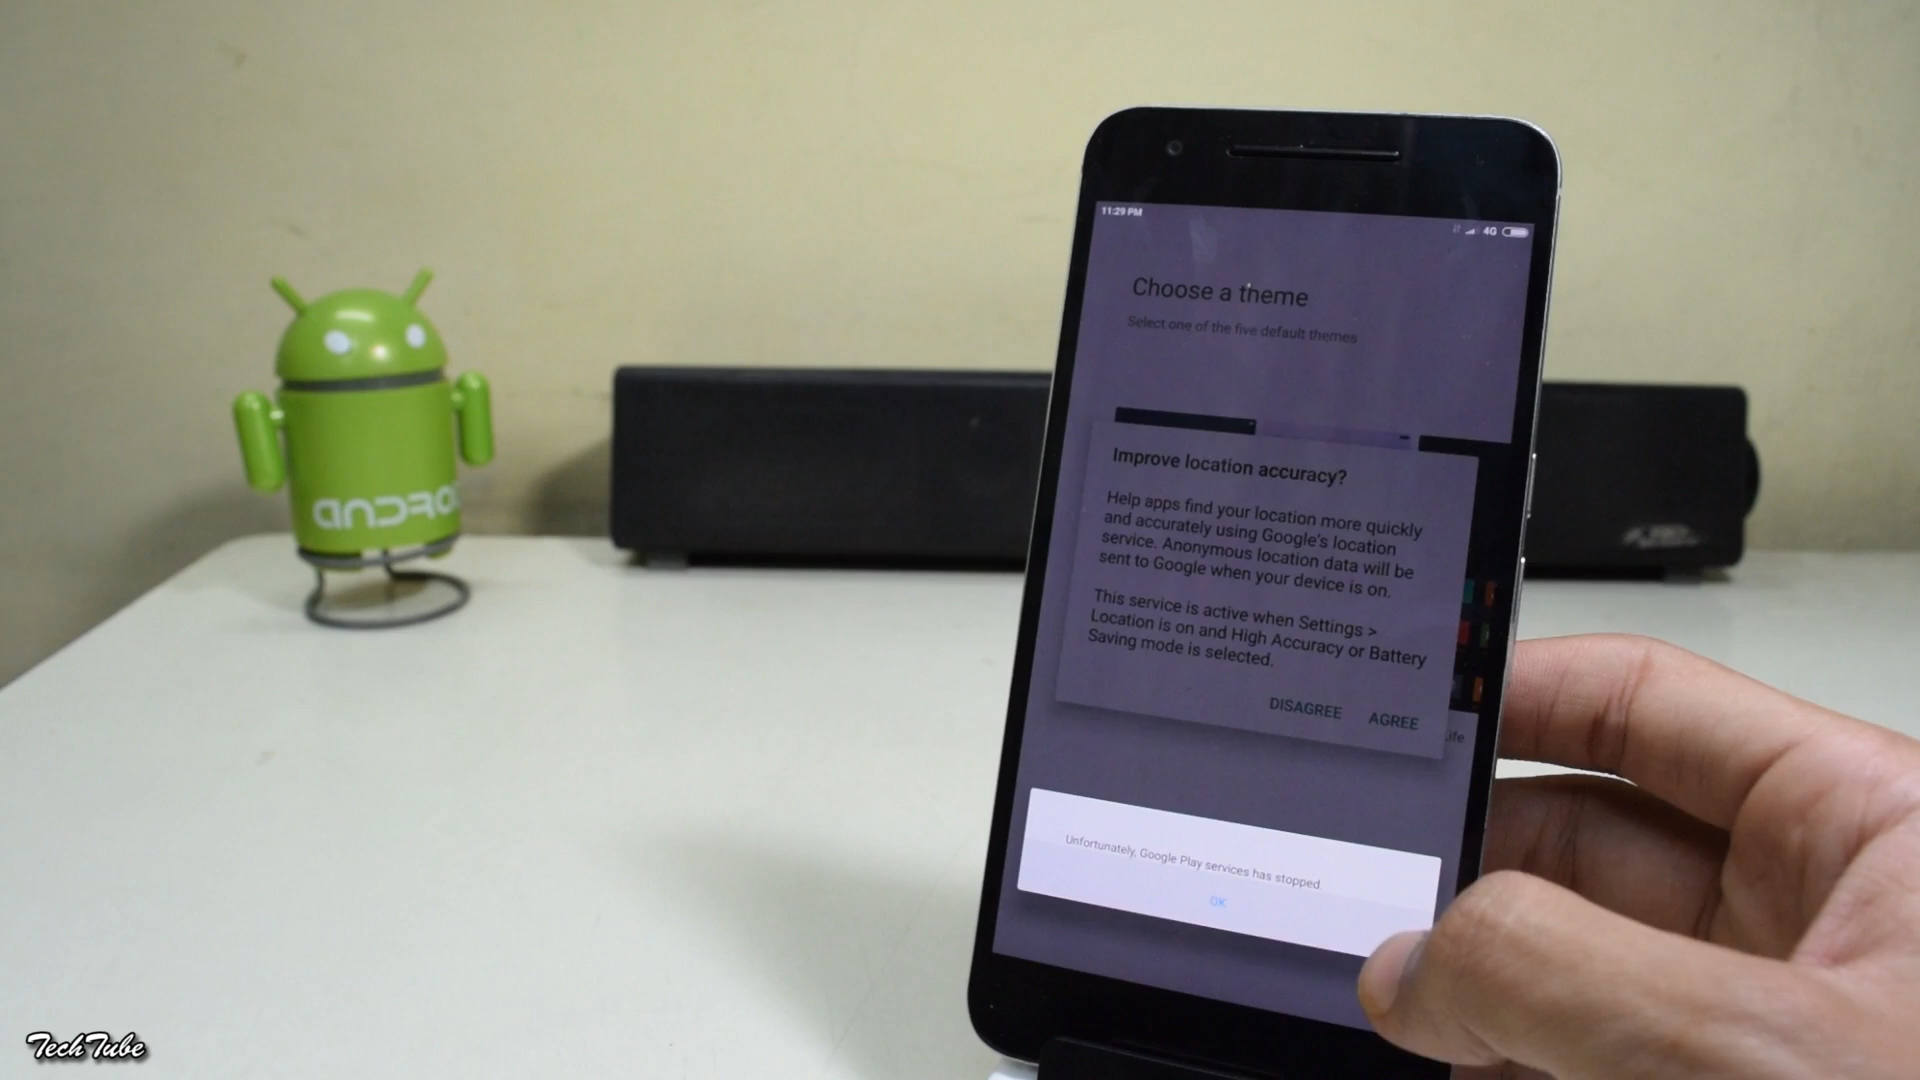 11:29 PM
4G
Choose a theme
Select one of the five default themes
Improve location accuracy?
Help apps find your location more quickly
and accurately using Google's location
service. Anonymous location data will be
sent to Google when your device is on.
This service is active when Settings >
Location is on and High Accuracy or Battery
Saving mode is selected.
DISAGREE AGREE
Life
Unfortunately, Google Play services has stopped.
OK
ANDRO
TechTube